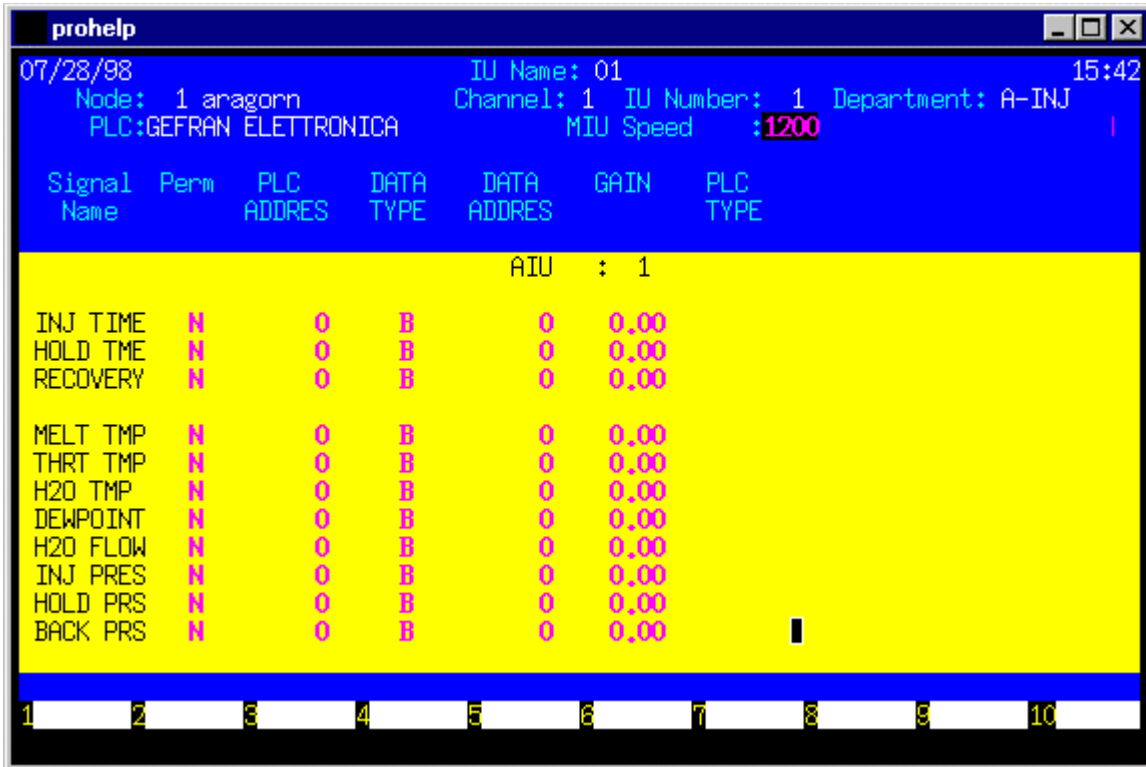 prohelp
07/28/98 IU Name: 01 15:42
Node: 1 aragorn Channel: 1 IU Number: 1 Department: A-INJ
PLC:GEFRAN ELETTRONICA MIU Speed :1200
Signal Perm PLC DATA DATA GAIN PLC
Name ADDRES TYPE ADDRES TYPE
AIU : 1
INJ TIME N 0 B 0 0.00
HOLD TME N 0 B 0 0.00
RECOVERY N 0 B 0 0.00
MELT TMP N 0 B 0 0.00
THRT TMP N 0 B 0 0.00
H2O TMP N 0 B 0 0.00
DEWPOINT N 0 B 0 0.00
H2O FLOW N 0 B 0 0.00
INJ PRES N 0 B 0 0.00
HOLD PRS N 0 B 0 0.00
BACK PRS N 0 B 0 0.00
1 2 3 4 5 6 7 8 9 10